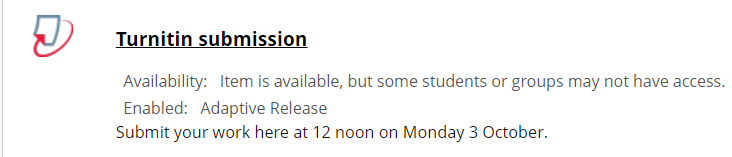 Turnitin submission
Availability: Item is available, but some students or groups may not have access.
Enabled: Adaptive Release
Submit your work here at 12 noon on Monday 3 October.